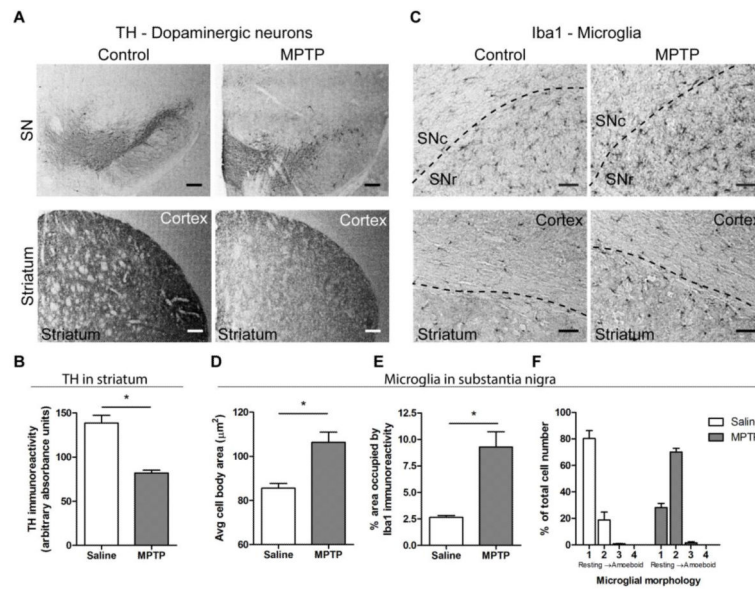 A
TH - Dopaminergic neurons
Control MPTP
SN
Striatum
Cortex Cortex
Striatum Striatum
C
Iba1 - Microglia
Control MPTP
SNc SNc
SNr SNr
Cortex Cortex
Striatum Striatum
B
TH in striatum
TH immunoreactivity
(arbitrary absorbance units)
150
100
50
0
*
Saline MPTP
Microglia in substantia nigra
D
Avg cell body area (μm²)
120
100
80
60
*
Saline MPTP
E
% area occupied by
Iba1 immunoreactivity
12.5
10.0
7.5
5.0
2.5
0.0
*
Saline MPTP
F
% of total cell number
100
80
60
40
20
0
1 2 3 4 1 2 3 4
Resting →Amoeboid Resting →Amoeboid
Microglial morphology
Salin
MPTP